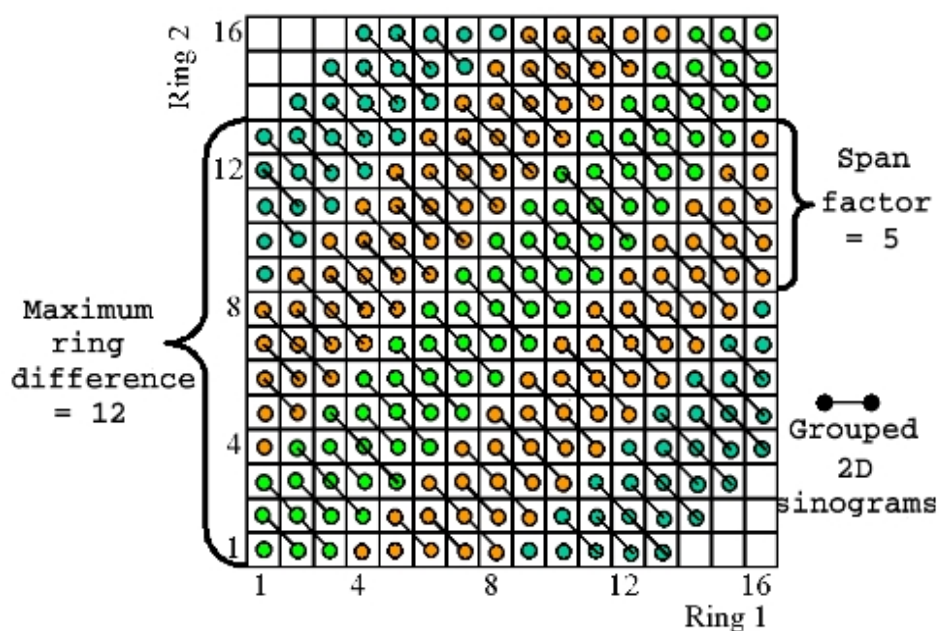 Ring 2
16
12
8
4
1
Maximum
ring
difference
= 12
Span
factor
= 5
Grouped
2D
sinograms
1
4
8
12
16
Ring 1